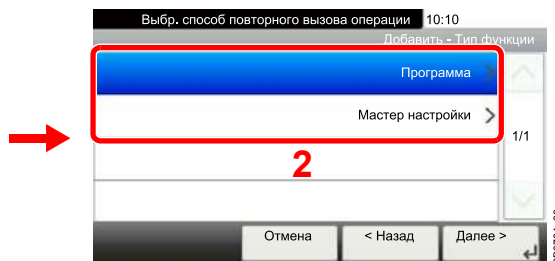 Выбр. способ повторного вызова операции 10:10
Добавить - Тип функции
Программа
Мастер настройки
1/1
2
Отмена
< Назад
Далее >